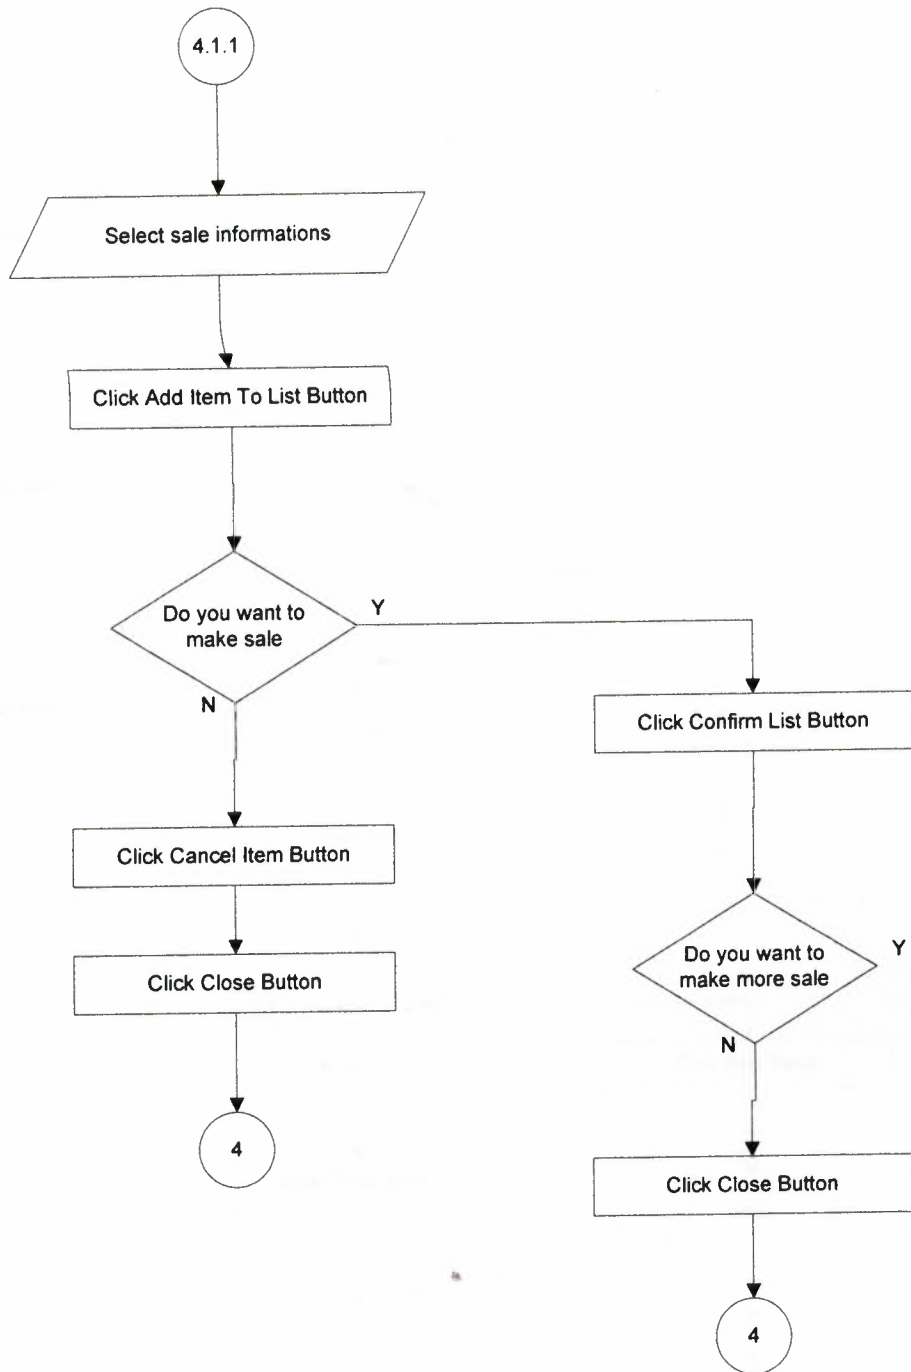 4.1.1
Select sale informations
Click Add Item To List Button
Do you want to
make sale
Y
N
Click Confirm List Button
Click Cancel Item Button
Click Close Button
4
Do you want to
make more sale
Y
N
Click Close Button
4